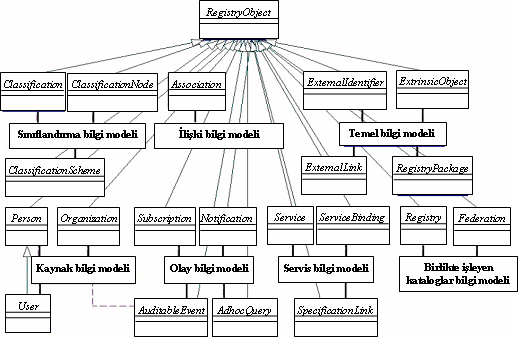 RegistryObject
Classification
ClassificationNode
Association
ExternalIdentifier
ExtrinsicObject
Sınıflandırma bilgi modeli
İlişki bilgi modeli
Temel bilgi modeli
ClassificationScheme
ExternalLink
RegistryPackage
Person
Organization
Subscription
Notification
Service
ServiceBinding
Registry
Federation
Kaynak bilgi modeli
Olay bilgi modeli
Servis bilgi modeli
Birlikte işleyen
kataloglar bilgi modeli
User
AuditableEvent
AdhocQuery
SpecificationLink